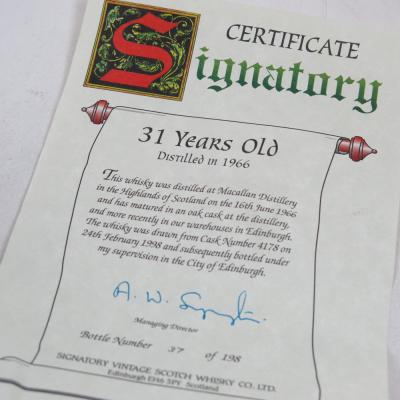 CERTIFICATE
Signatory
31 Years Old
Distilled in 1966
This whisky was distilled at Macallan Distillery
in the Highlands of Scotland on the 16th June 1966
and has matured in an oak cask at the distillery,
and more recently in our warehouses in Edinburgh.
The whisky was drawn from Cask Number 4178 on
24th February 1998 and subsequently bottled under
my supervision in the City of Edinburgh.
A. W. Symington.
Managing Director
Bottle Number 37 of 198
SIGNATORY VINTAGE SCOTCH WHISKY CO. LTD.
Edinburgh EH6 5PY Scotland